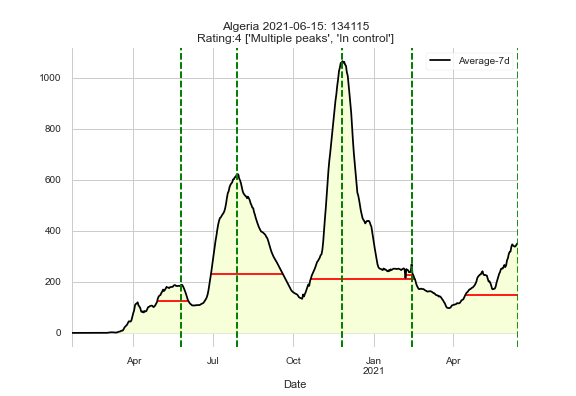 Algeria 2021-06-15: 134115
Rating:4 ['Multiple peaks', 'In control']
Average-7d
1000
800
600
400
200
0
Apr Jul Oct Jan Apr
2021
Date